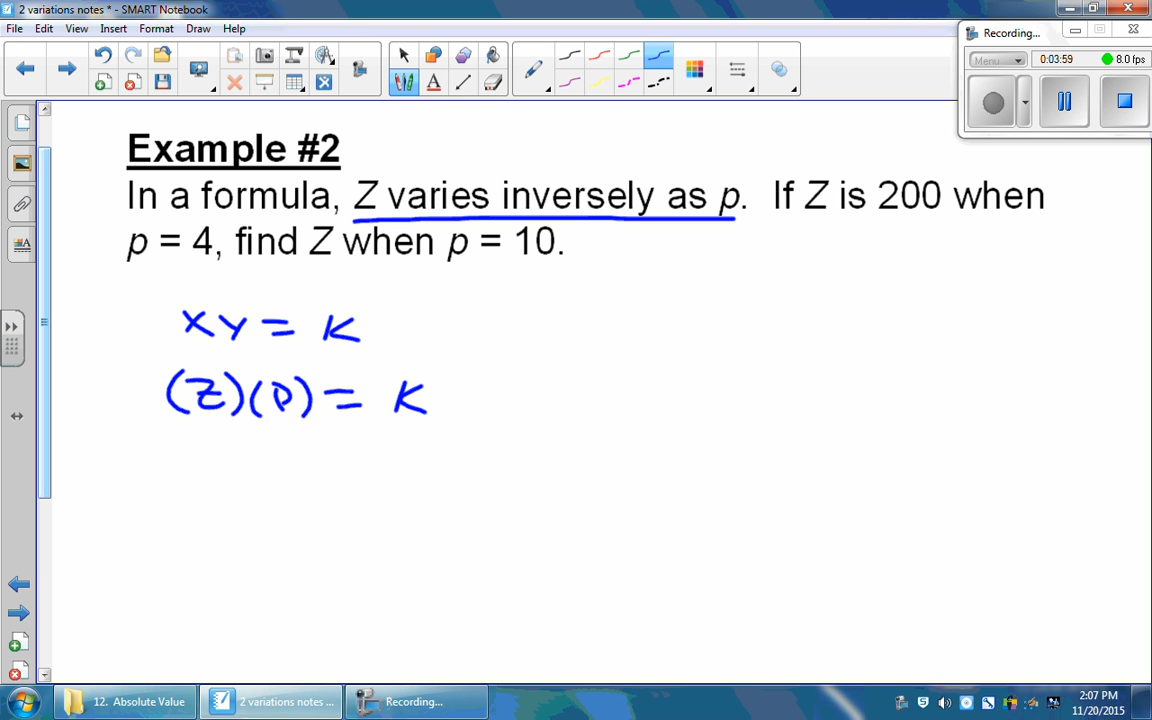 2 variations notes * - SMART Notebook
File Edit View Insert Format Draw Help
Recording...
Menu 0:03:59 8.0 fps
Example #2
In a formula, Z varies inversely as p. If Z is 200 when
p = 4, find Z when p = 10.
XY = K
(Z)(P) = K
12. Absolute Value
2 variations notes ...
Recording...
2:07 PM
11/20/2015